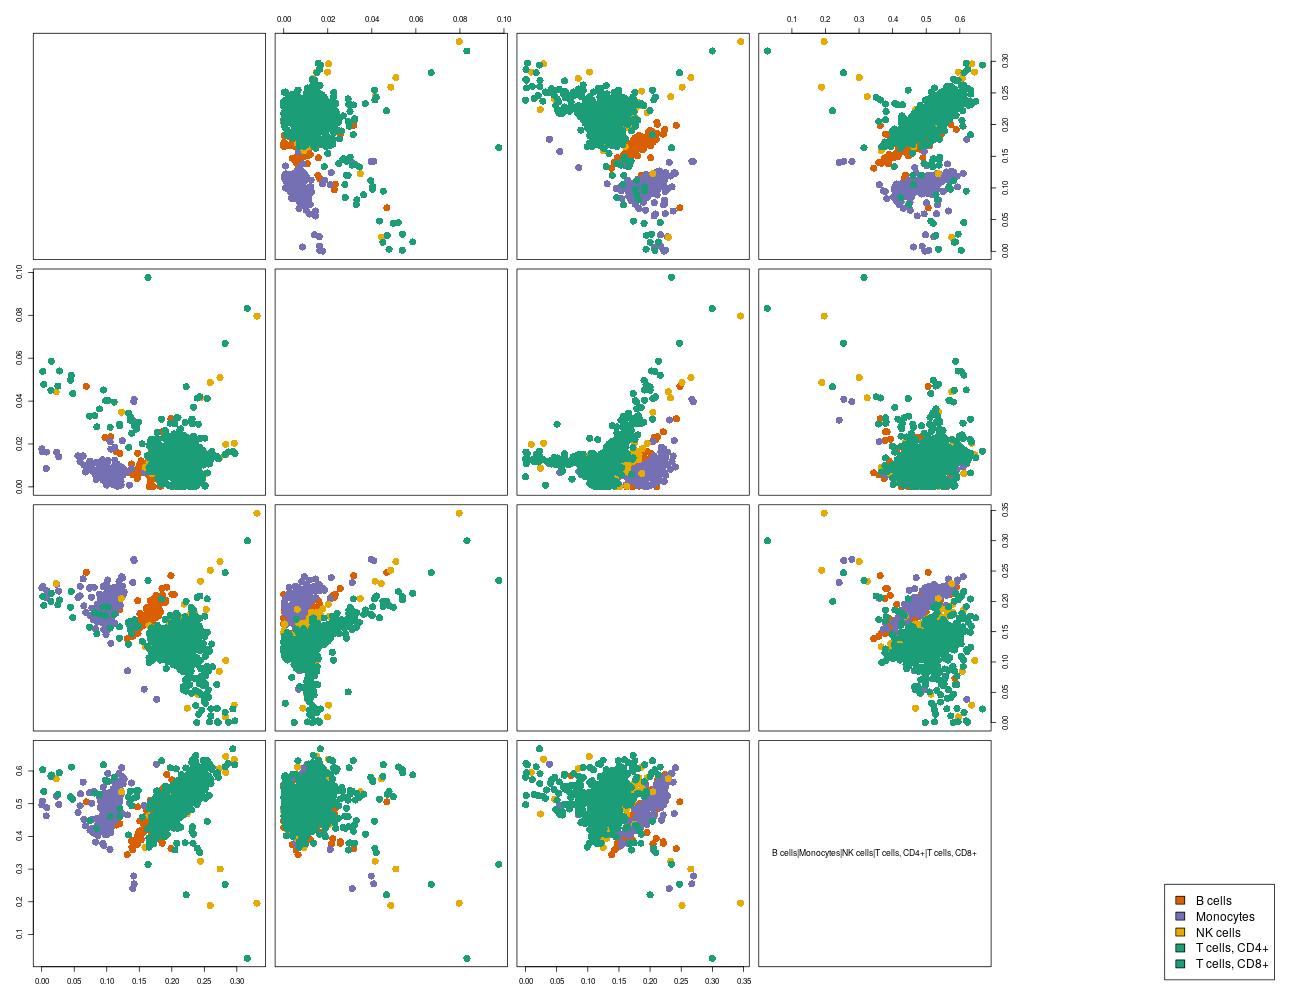 0.00 0.02 0.04 0.06 0.08 0.10
0.1 0.2 0.3 0.4 0.5 0.6
0.30
0.25
0.20
0.15
0.10
0.05
0.00
0.10
0.08
0.06
0.04
0.02
0.00
0.35
0.30
0.25
0.20
0.15
0.10
0.05
0.00
0.6
0.5
0.4
0.3
0.2
0.1
B cells|Monocytes|NK cells|T cells, CD4+|T cells, CD8+
B cells
Monocytes
NK cells
T cells, CD4+
T cells, CD8+
0.00 0.05 0.10 0.15 0.20 0.25 0.30
0.00 0.05 0.10 0.15 0.20 0.25 0.30 0.35